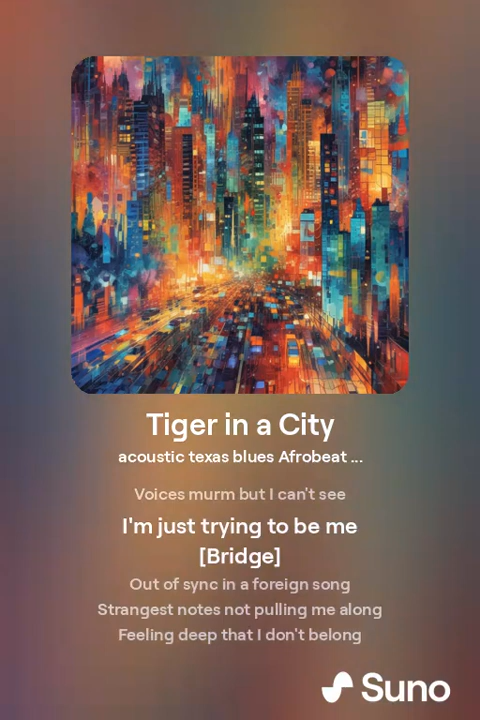 Tiger in a City
acoustic texas blues Afrobeat ...
Voices murm but I can't see
I'm just trying to be me
[Bridge]
Out of sync in a foreign song
Strangest notes not pulling me along
Feeling deep that I don't belong
Suno